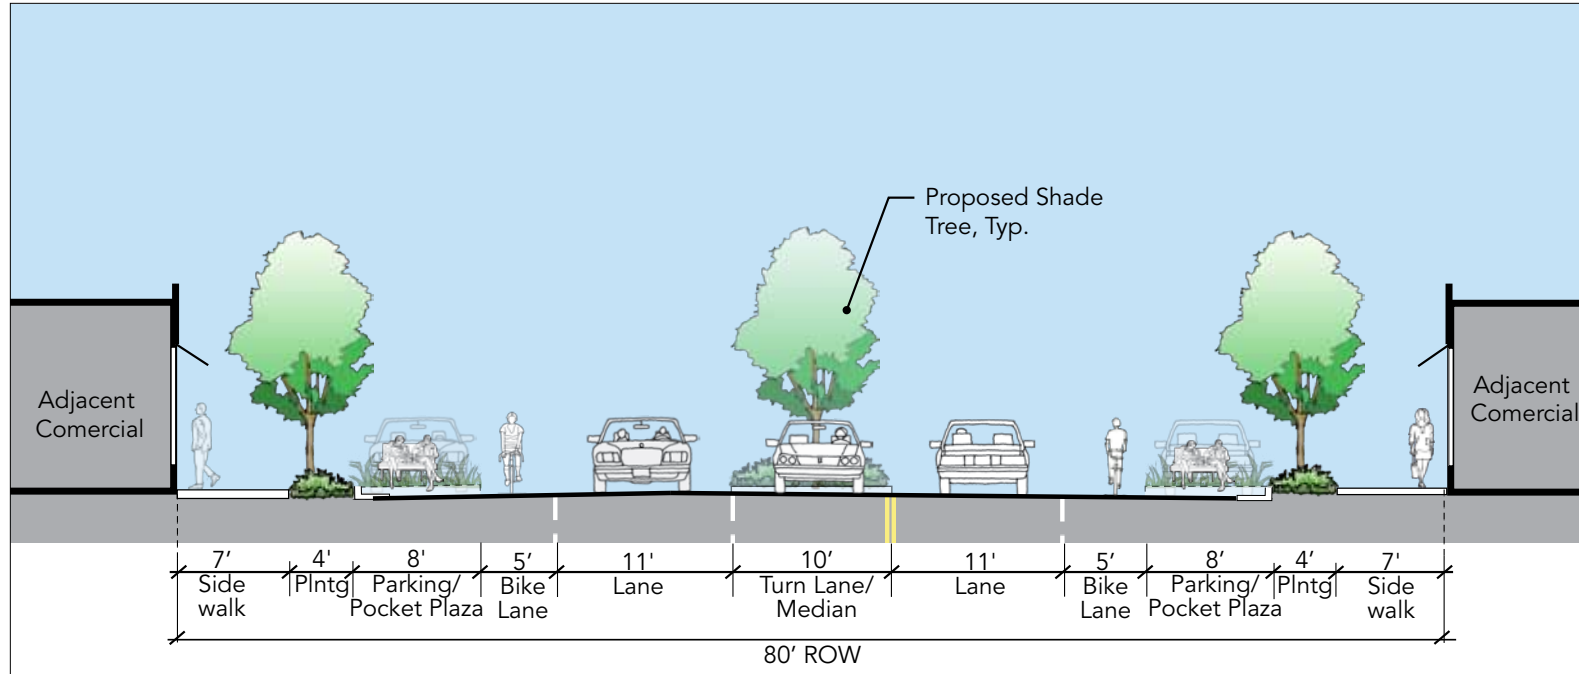 Proposed Shade
Tree, Typ.
Adjacent
Comercial
Adjacent
Comercial
7’ 4' 8' 5’ 11' 10’ 11' 5’ 8’ 4’ 7'
Side walk
Plntg
Parking/
Pocket Plaza
Bike
Lane
Lane
Turn Lane/
Median
Lane
Bike
Lane
Parking/
Pocket Plaza
Plntg
Side
walk
80’ ROW